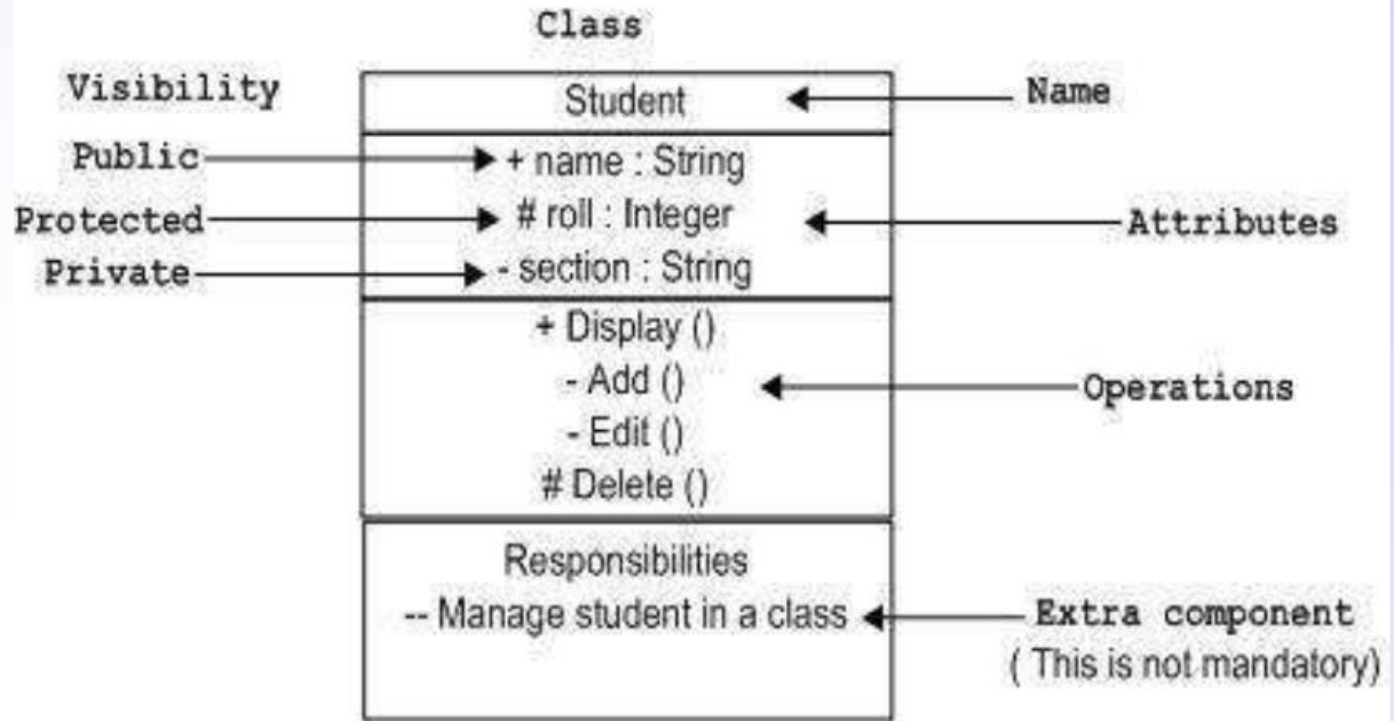 Class
Visibility
Student
Name
Public
+ name : String
Protected
# roll : Integer
Attributes
Private
- section : String
+ Display ()
- Add ()
Operations
- Edit ()
# Delete ()
Responsibilities
-- Manage student in a class
Extra component
( This is not mandatory)